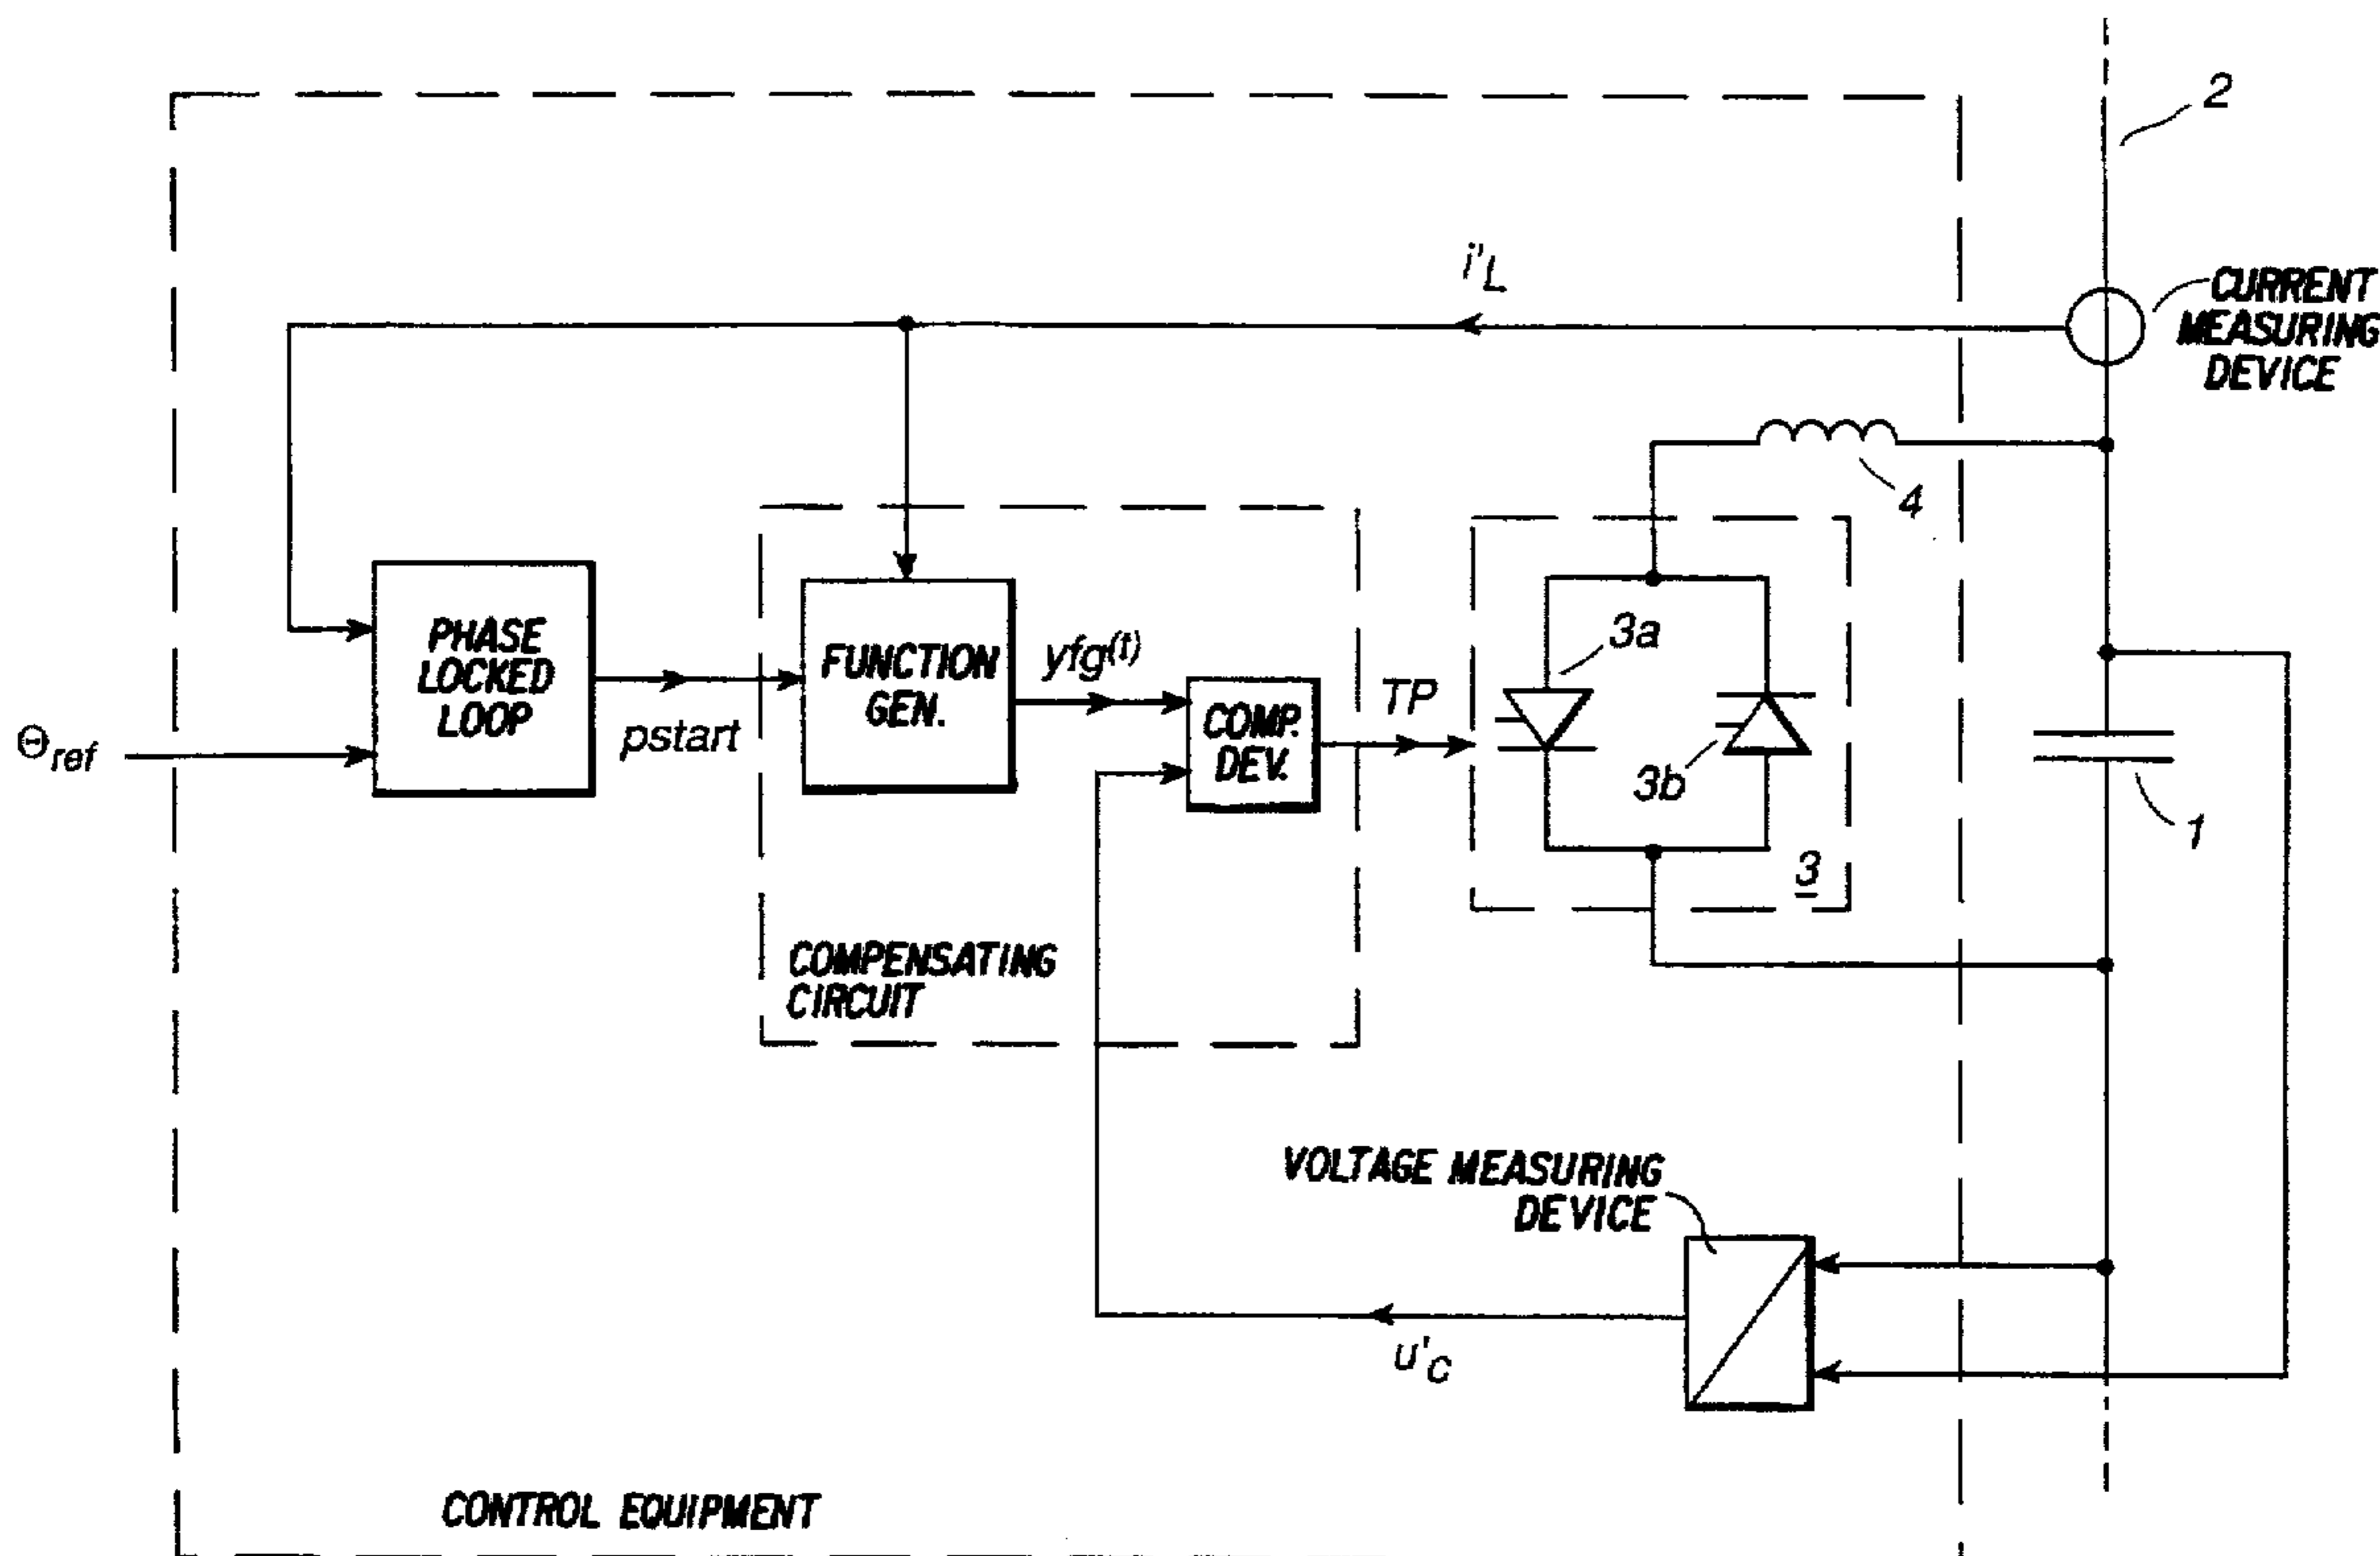 2
i'L
CURRENT
MEASURING
DEVICE
4
PHASE
LOCKED
LOOP
FUNCTION
GEN.
yfg(t)
3a
COMP.
DEV.
TP
pstart
Θref
3b
1
3
COMPENSATING
CIRCUIT
VOLTAGE MEASURING
DEVICE
u'C
CONTROL EQUIPMENT